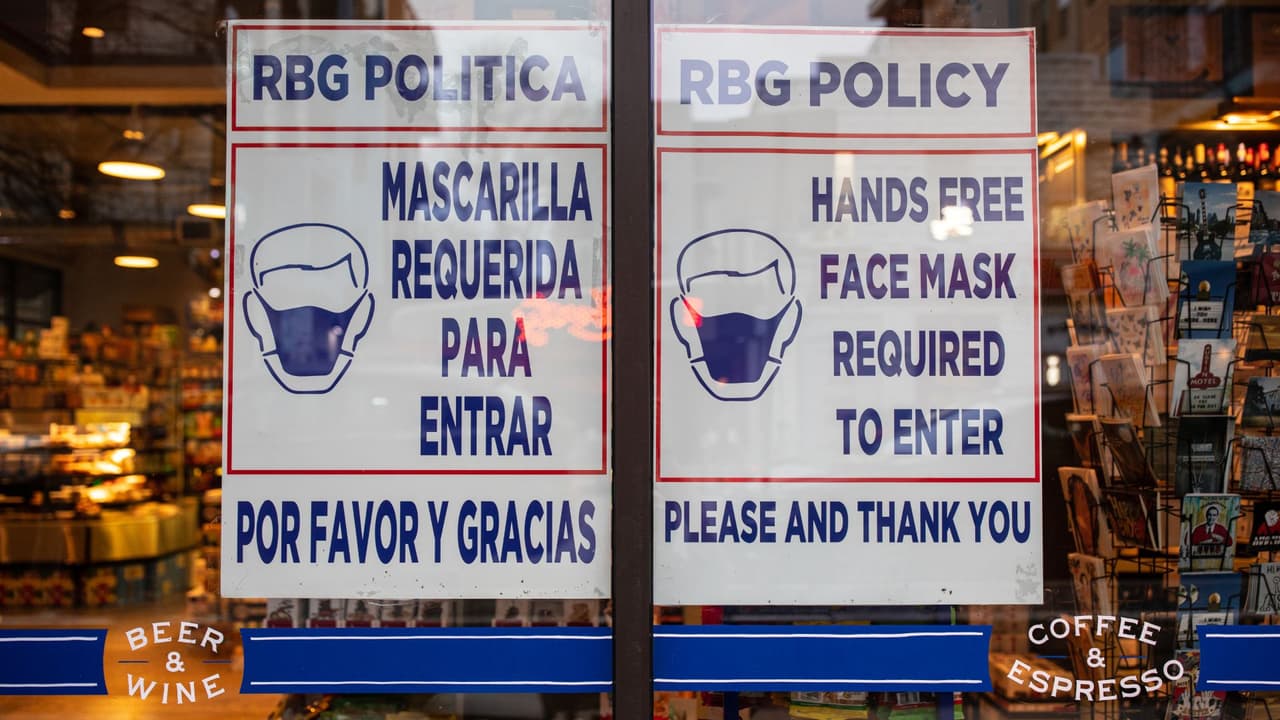 RBG POLITICA
MASCARILLA
REQUERIDA
PARA
ENTRAR
POR FAVOR Y GRACIAS
RBG POLICY
HANDS FREE
FACE MASK
REQUIRED
TO ENTER
PLEASE AND THANK YOU
BEER
&
WINE
COFFEE
&
ESPRESSO
MOTEL